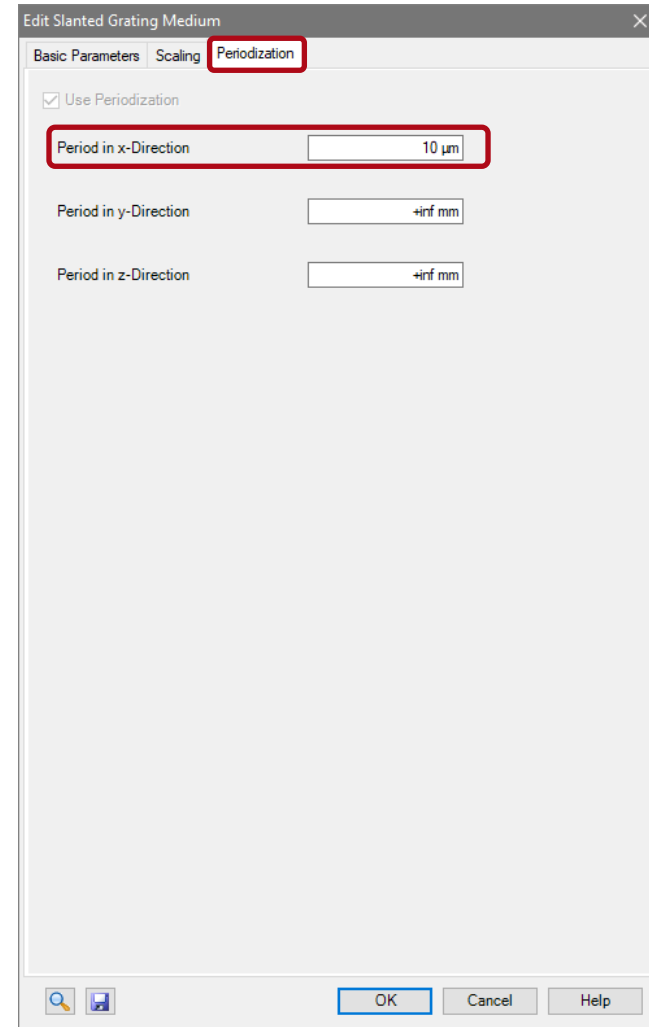 Edit Slanted Grating Medium
Basic Parameters Scaling Periodization
Use Periodization
Period in x-Direction 10 µm
Period in y-Direction +inf mm
Period in z-Direction +inf mm
OK Cancel Help